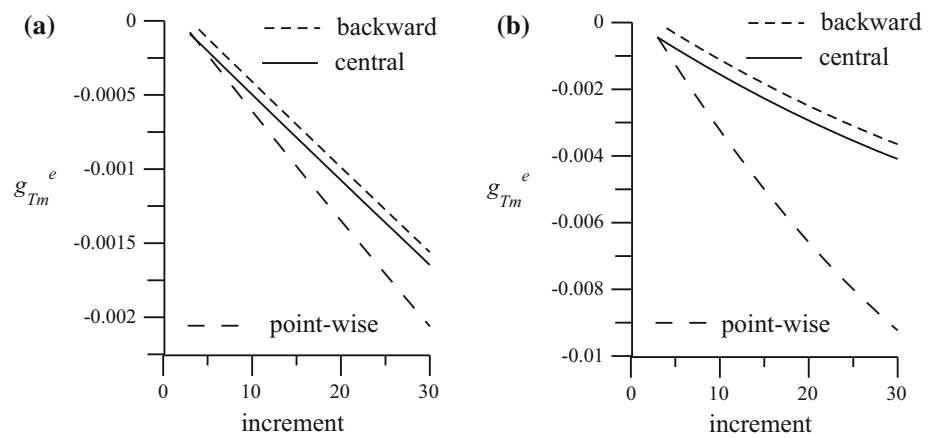 (a)
0
-0.0005
-0.001
-0.0015
-0.002
g_Tm^e
backward
central
point-wise
0 10 20 30
increment
(b)
0
-0.002
-0.004
-0.006
-0.008
-0.01
g_Tm^e
backward
central
point-wise
0 10 20 30
increment